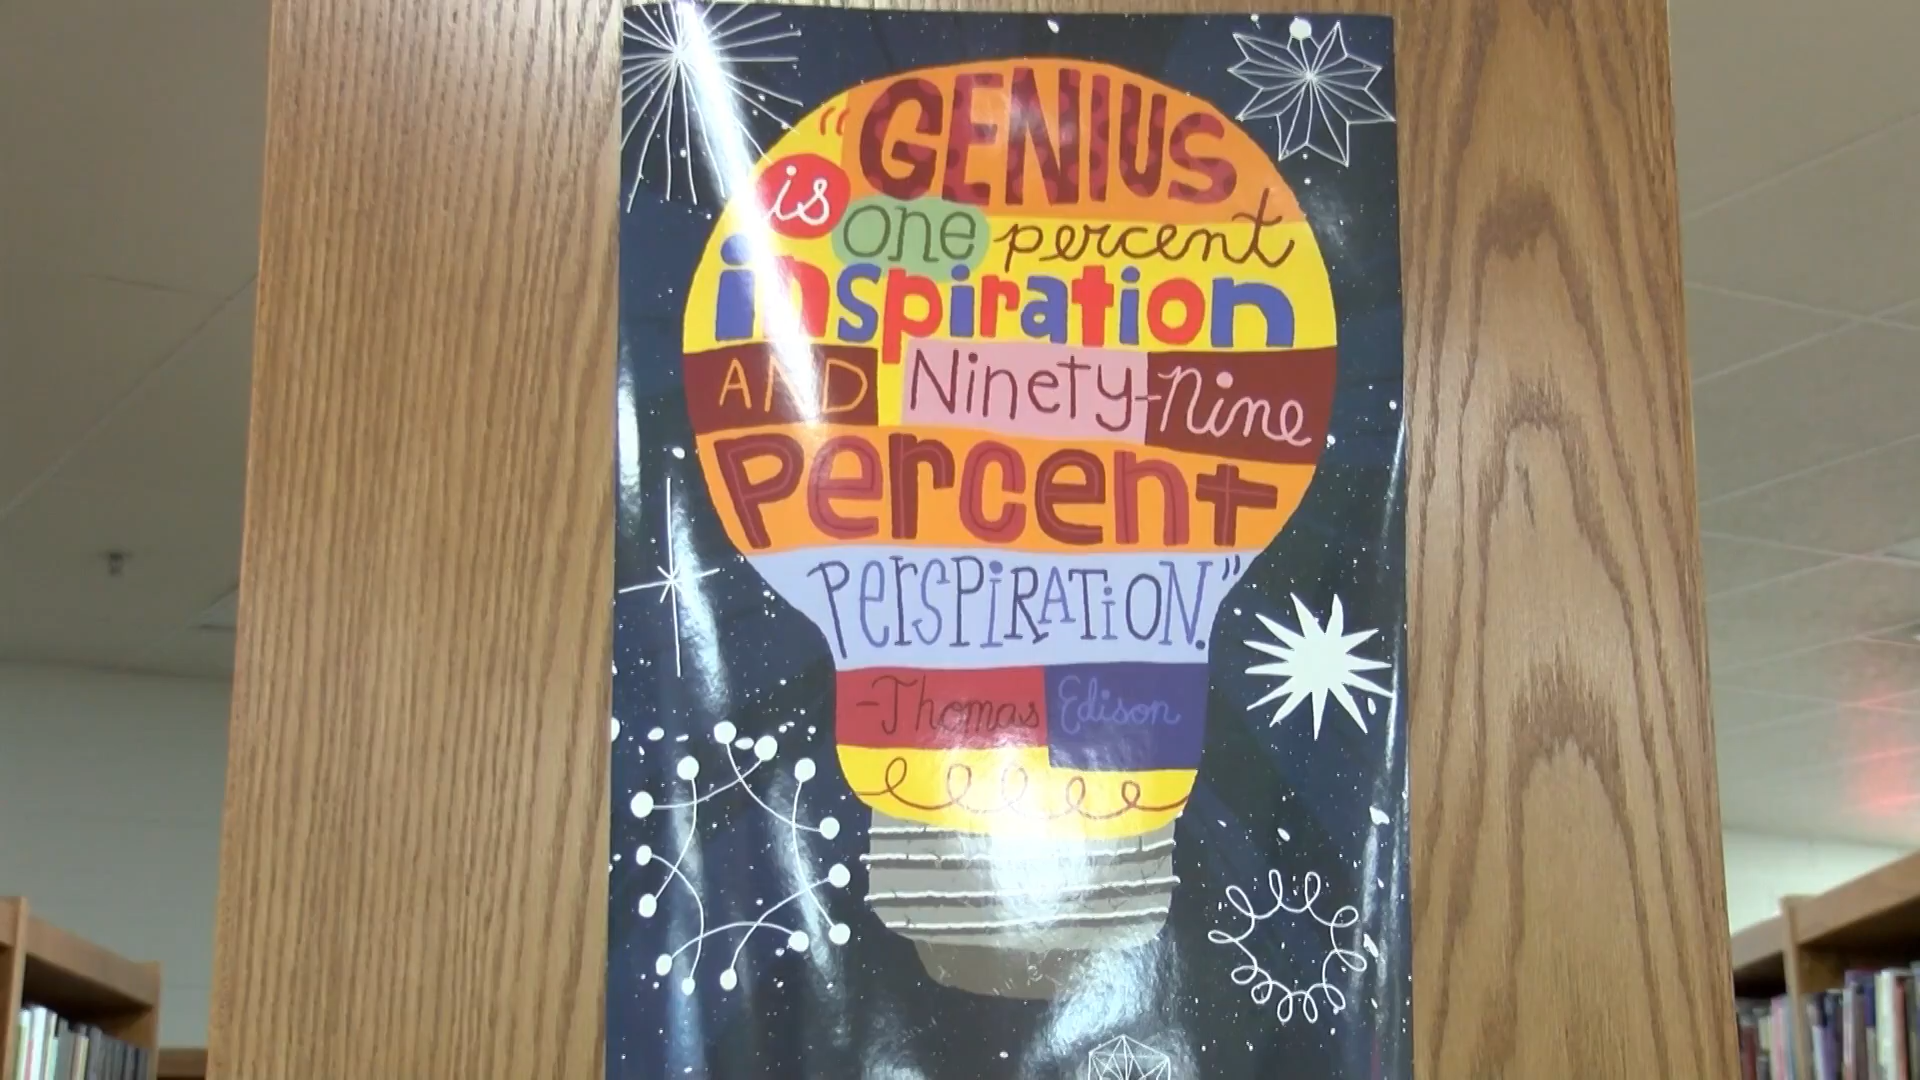 “GENIUS
is one percent
inspiration
AND Ninety-nine
percent
PERSPIRATION.”
-Thomas Edison